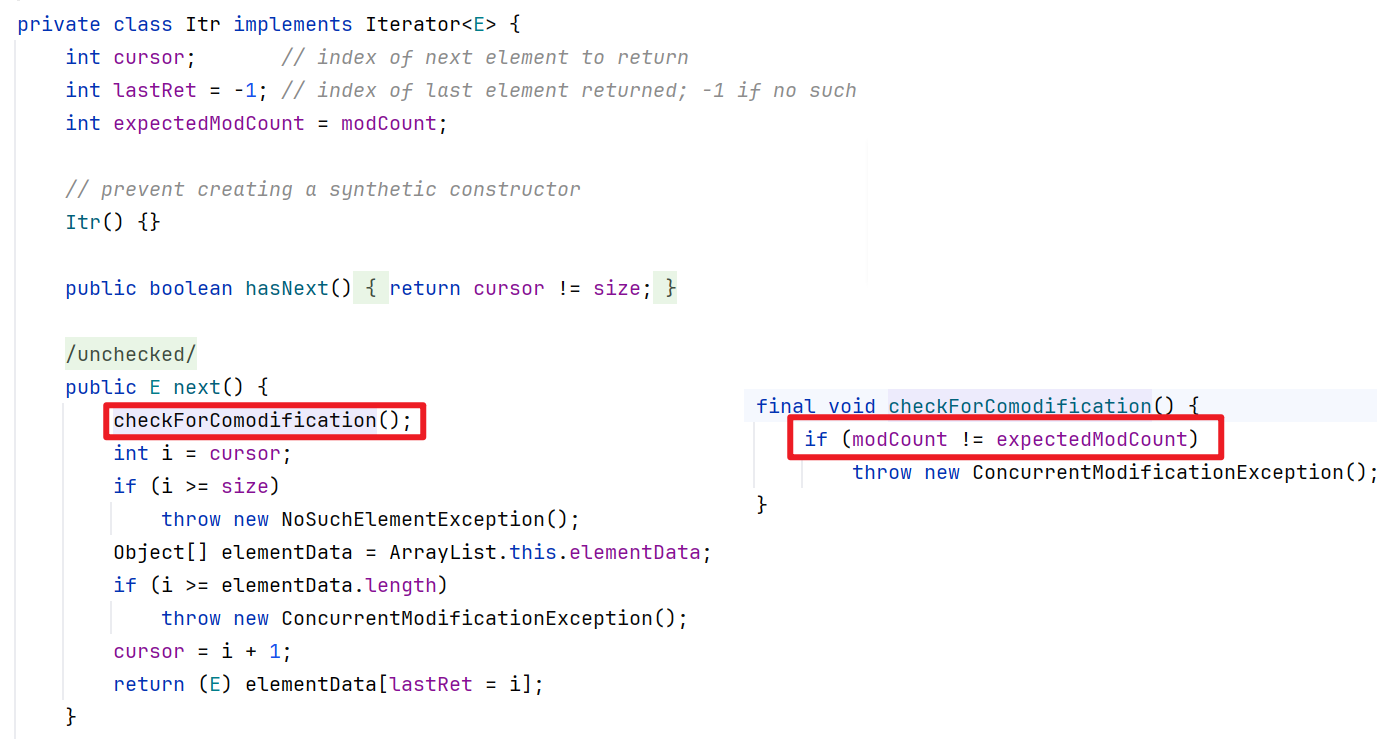 private class Itr implements Iterator<E> {
    int cursor;       // index of next element to return
    int lastRet = -1; // index of last element returned; -1 if no such
    int expectedModCount = modCount;
    // prevent creating a synthetic constructor
    Itr() {}
    public boolean hasNext() { return cursor != size; }
    /unchecked/
    public E next() {
        checkForComodification();
        int i = cursor;
        if (i >= size)
            throw new NoSuchElementException();
        Object[] elementData = ArrayList.this.elementData;
        if (i >= elementData.length)
            throw new ConcurrentModificationException();
        cursor = i + 1;
        return (E) elementData[lastRet = i];
    }
final void checkForComodification() {
    if (modCount != expectedModCount)
        throw new ConcurrentModificationException();
}